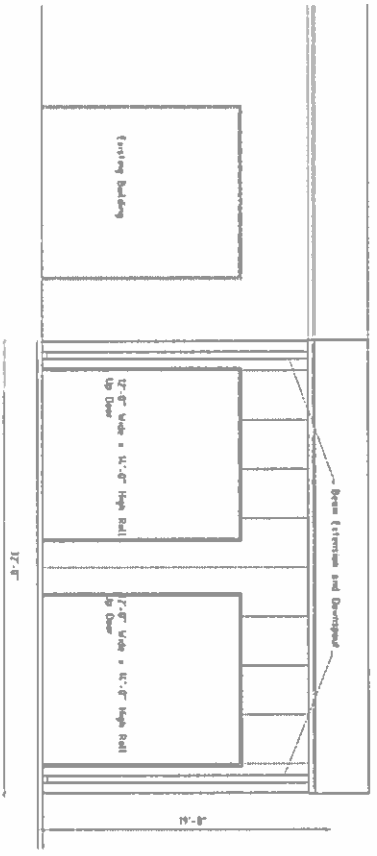 Existing Building
12'-0" Wide x 14'-0" High Roll
Up Door
12'-0" Wide x 14'-0" High Roll
Up Door
Beam Extension and Downspout
32'-0"
19'-8"